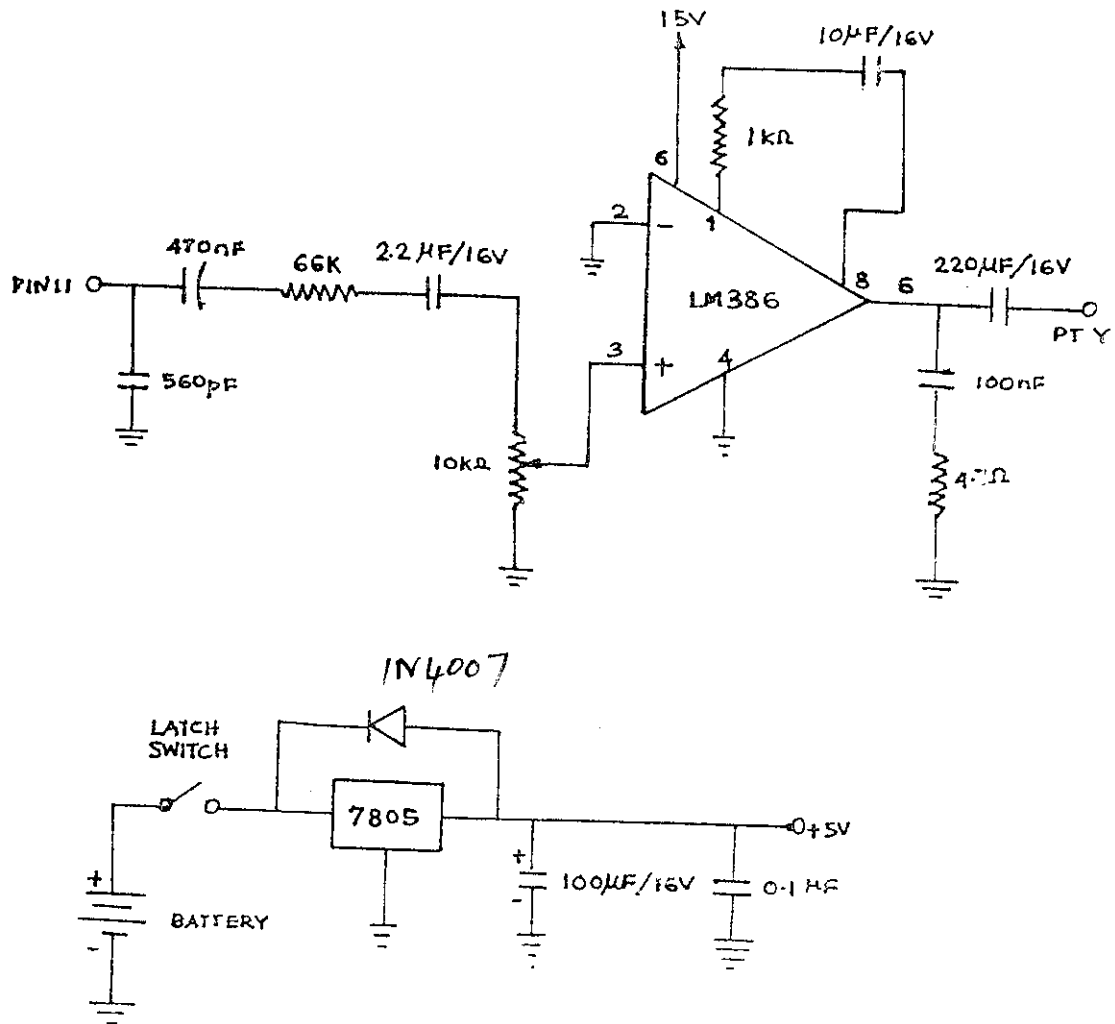 15V
10μF/16V
1kΩ
6
1
2
-
470nF
66K
2.2μF/16V
PIN11
8
6
220μF/16V
LM386
PT Y
3
+
4
560pF
100nF
10kΩ
1N4007
LATCH
SWITCH
7805
+5V
+
-
100μF/16V
0.1μF
+
-
BATTERY